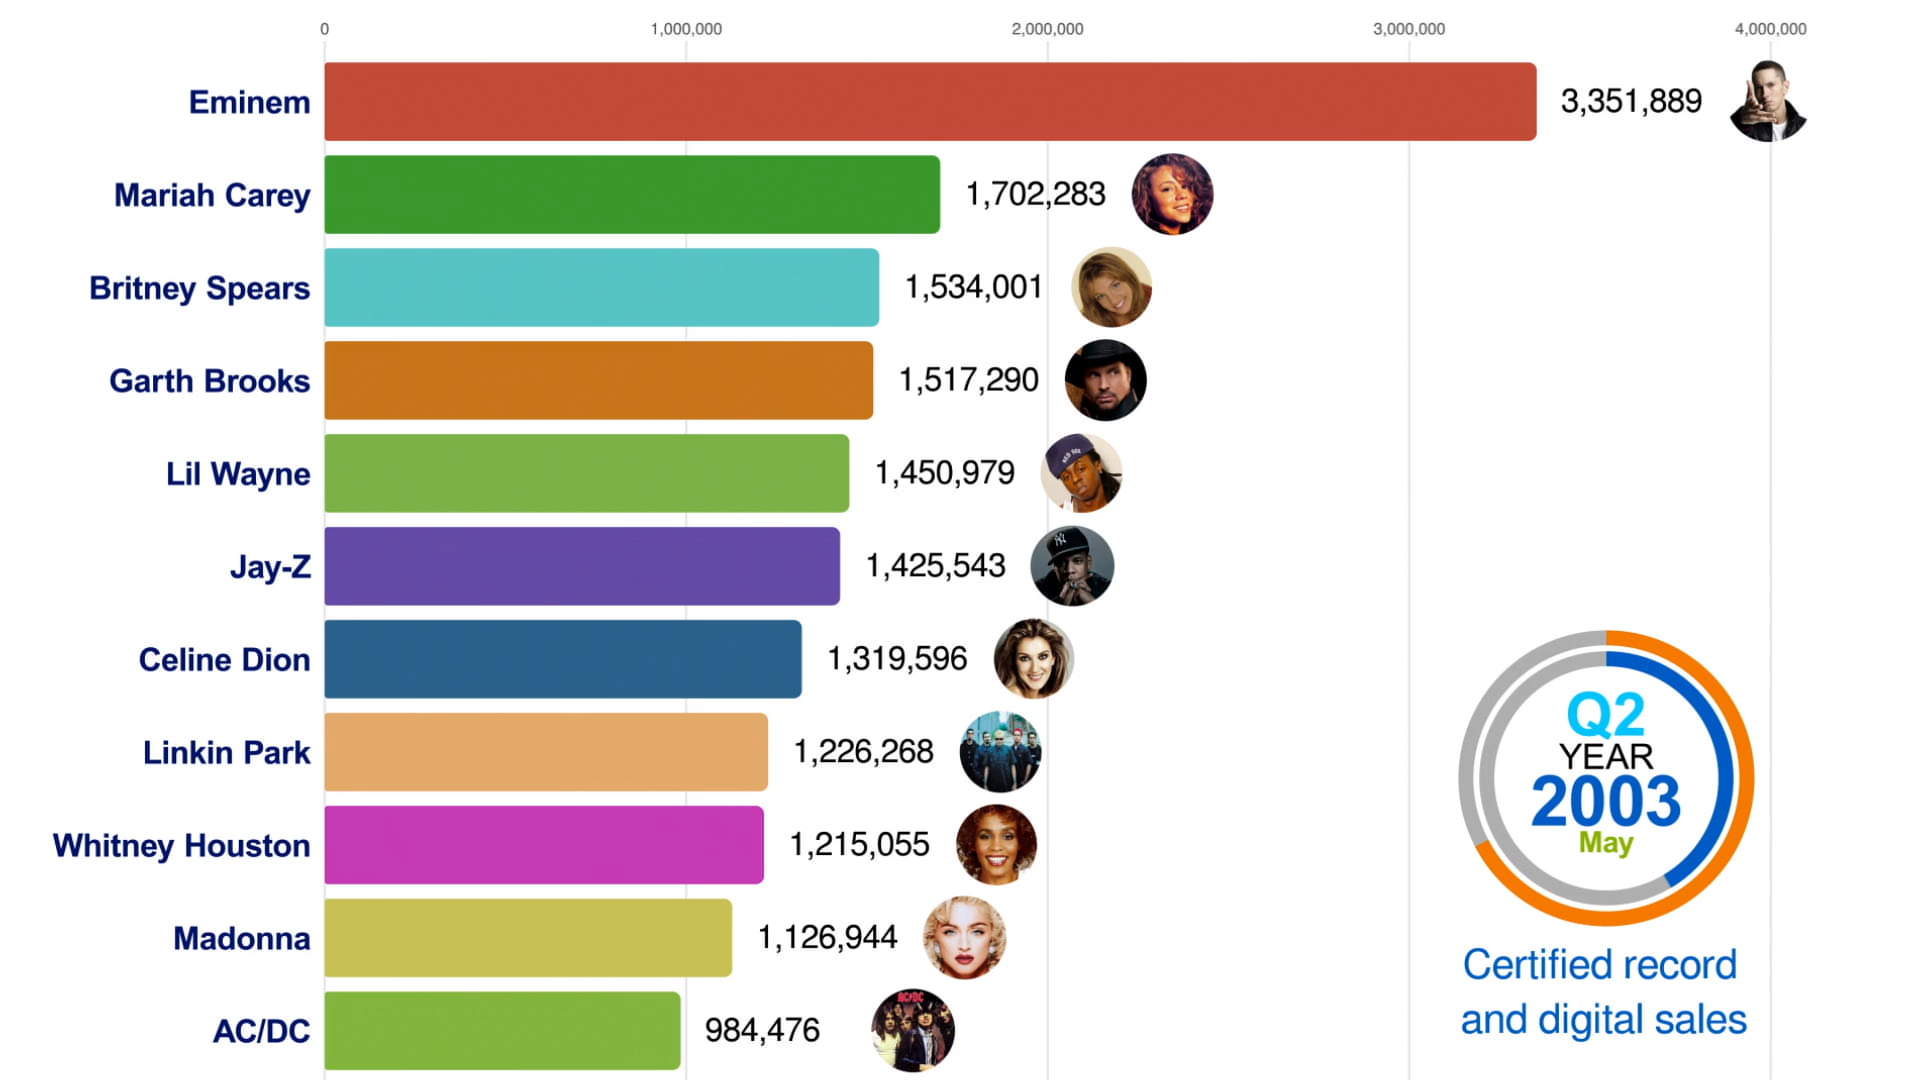 0 1,000,000 2,000,000 3,000,000 4,000,000
Eminem 3,351,889
Mariah Carey 1,702,283
Britney Spears 1,534,001
Garth Brooks 1,517,290
Lil Wayne 1,450,979
Jay-Z 1,425,543
Celine Dion 1,319,596
Linkin Park 1,226,268
Whitney Houston 1,215,055
Madonna 1,126,944
AC/DC 984,476
AC/DC
Q2
YEAR
2003
May
Certified record
and digital sales